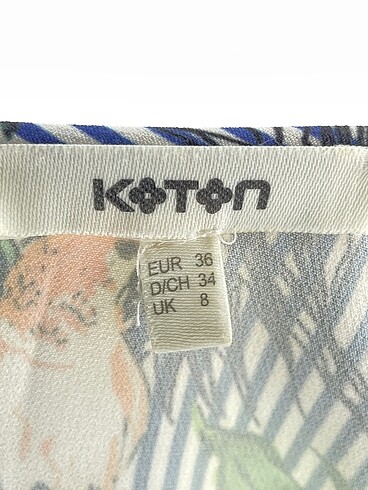 KOTON
EUR 36
D/CH 34
UK 8